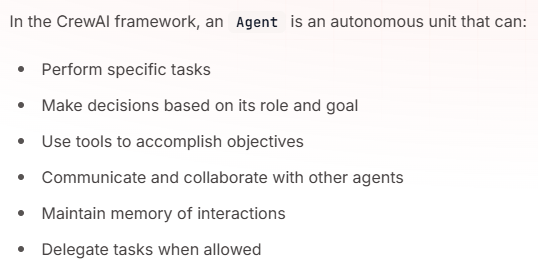 In the CrewAI framework, an Agent is an autonomous unit that can:
Perform specific tasks
Make decisions based on its role and goal
Use tools to accomplish objectives
Communicate and collaborate with other agents
Maintain memory of interactions
Delegate tasks when allowed